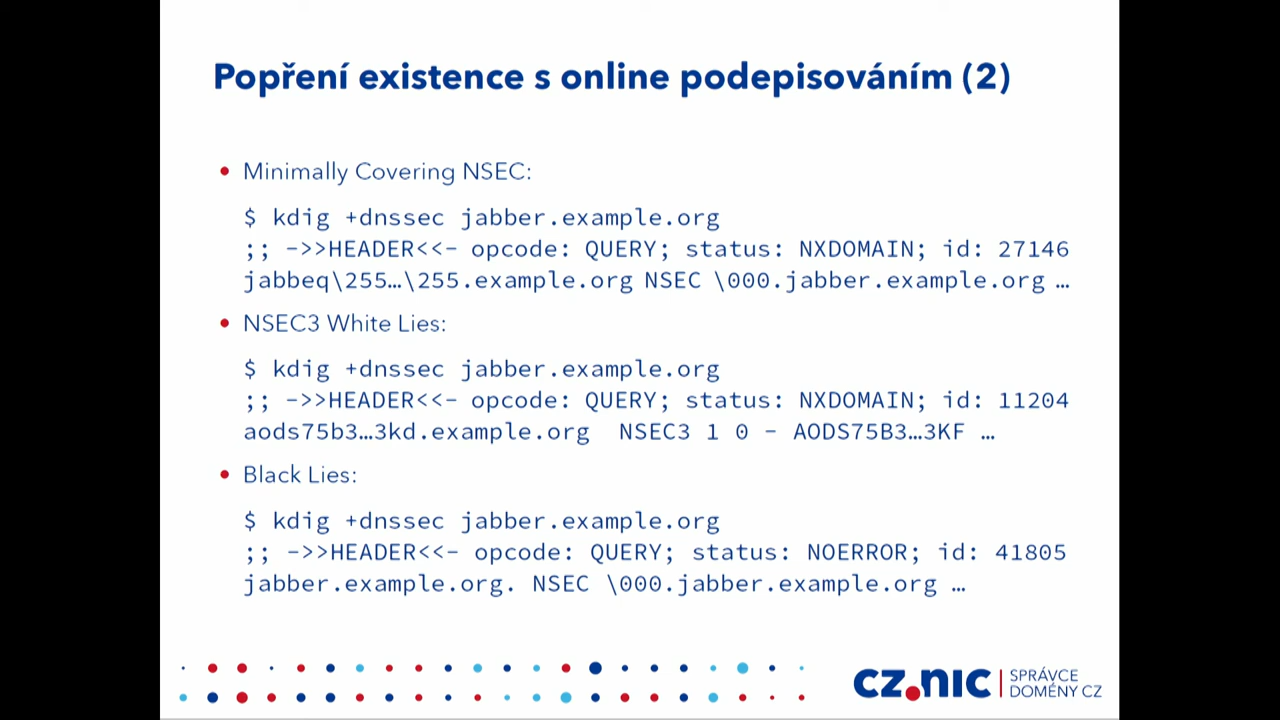 Popření existence s online podepisováním (2)
• Minimally Covering NSEC:
$ kdig +dnssec jabber.example.org
;; ->>HEADER<<- opcode: QUERY; status: NXDOMAIN; id: 27146
jabbeq\255…\255.example.org NSEC \000.jabber.example.org …
• NSEC3 White Lies:
$ kdig +dnssec jabber.example.org
;; ->>HEADER<<- opcode: QUERY; status: NXDOMAIN; id: 11204
aods75b3…3kd.example.org NSEC3 1 0 - AODS75B3…3KF …
• Black Lies:
$ kdig +dnssec jabber.example.org
;; ->>HEADER<<- opcode: QUERY; status: NOERROR; id: 41805
jabber.example.org. NSEC \000.jabber.example.org …
CZ.NIC | SPRÁVCE
DOMÉNY CZ